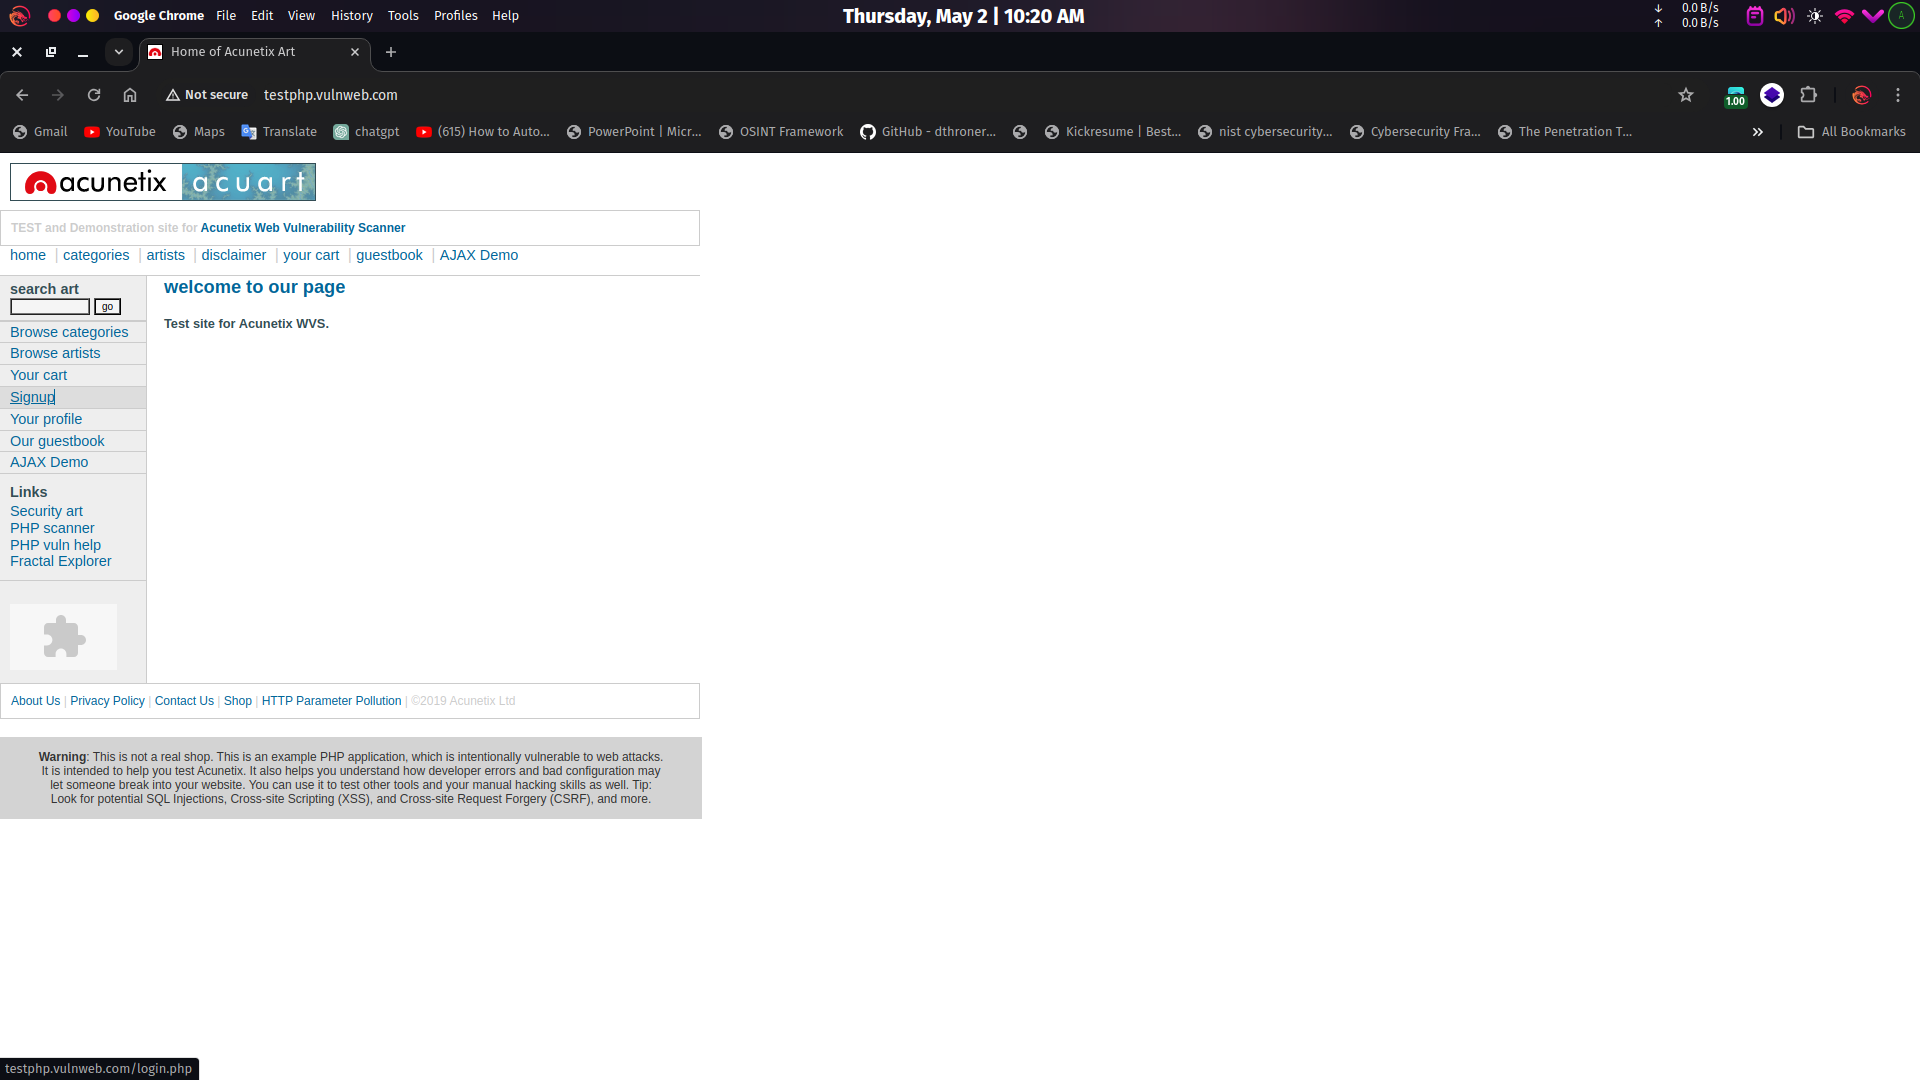 Google Chrome File Edit View History Tools Profiles Help
Thursday, May 2 | 10:20 AM
0.0 B/s
0.0 B/s
A
Home of Acunetix Art
Not secure testphp.vulnweb.com
1.00
Gmail YouTube Maps Translate chatgpt (615) How to Auto... PowerPoint | Micr... OSINT Framework GitHub - dthroner... Kickresume | Best... nist cybersecurity... Cybersecurity Fra... The Penetration T... All Bookmarks
acunetix acuart
TEST and Demonstration site for Acunetix Web Vulnerability Scanner
home | categories | artists | disclaimer | your cart | guestbook | AJAX Demo
search art
go
Browse categories
Browse artists
Your cart
Signup
Your profile
Our guestbook
AJAX Demo
Links
Security art
PHP scanner
PHP vuln help
Fractal Explorer
welcome to our page
Test site for Acunetix WVS.
About Us | Privacy Policy | Contact Us | Shop | HTTP Parameter Pollution | ©2019 Acunetix Ltd
Warning: This is not a real shop. This is an example PHP application, which is intentionally vulnerable to web attacks.
It is intended to help you test Acunetix. It also helps you understand how developer errors and bad configuration may
let someone break into your website. You can use it to test other tools and your manual hacking skills as well. Tip:
Look for potential SQL Injections, Cross-site Scripting (XSS), and Cross-site Request Forgery (CSRF), and more.
testphp.vulnweb.com/login.php